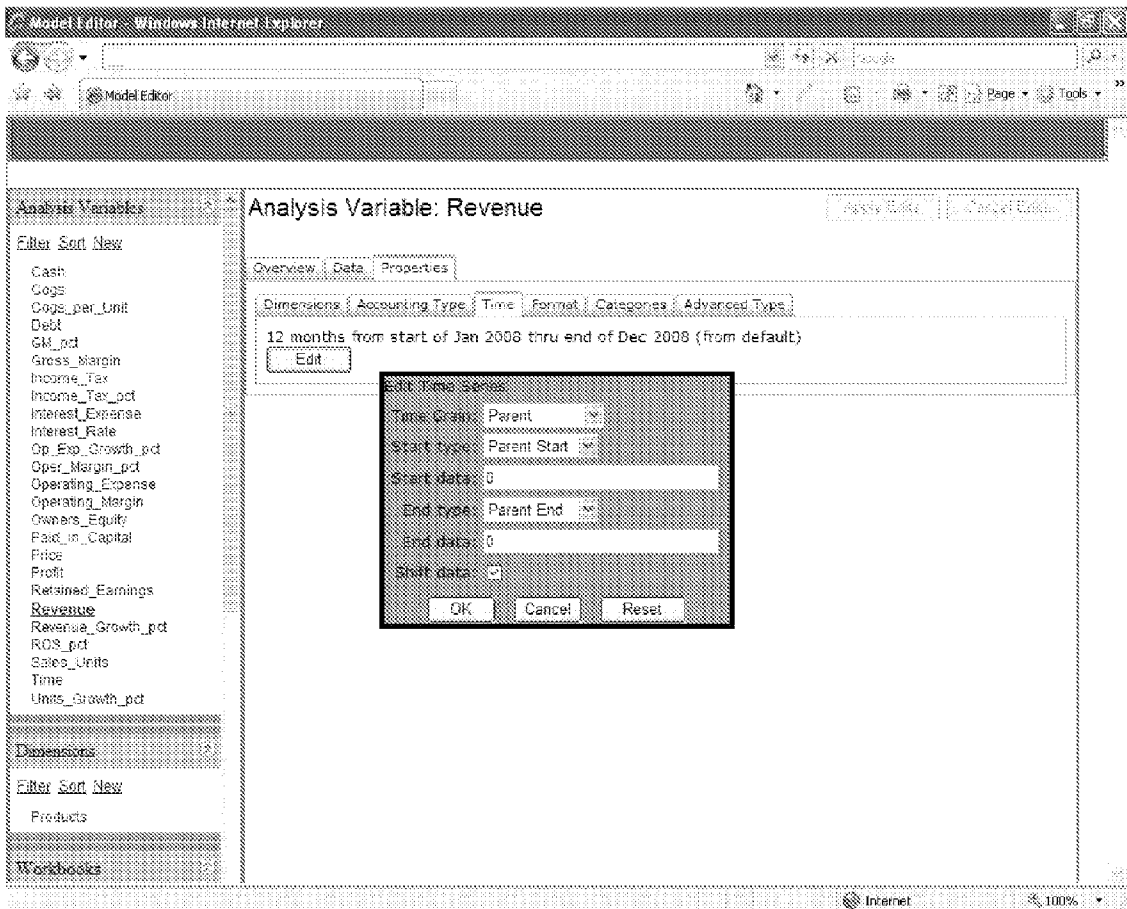 Model Editor - Windows Internet Explorer
Google
Model Editor
Page Tools
Analysis Variables
Filter Sort New
Cash
Cogs
Cogs_per_Unit
Debt
GM_pct
Gross_Margin
Income_Tax
Income_Tax_pct
Interest_Expense
Interest_Rate
Op_Exp_Growth_pct
Oper_Margin_pct
Operating_Expense
Operating_Margin
Owners_Equity
Paid_in_Capital
Price
Profit
Retained_Earnings
Revenue
Revenue_Growth_pct
ROS_pct
Sales_Units
Time
Units_Growth_pct
Dimensions
Filter Sort New
Products
Workbooks
Analysis Variable: Revenue
Apply Edits Cancel Edits
Overview Data Properties
Dimensions Accounting Type Time Format Categories Advanced Type
12 months from start of Jan 2008 thru end of Dec 2008 (from default)
Edit
Edit Time Series
Time Grain: Parent
Start type: Parent Start
Start data: 0
End type: Parent End
End data: 0
Shift data:
OK Cancel Reset
Internet 100%